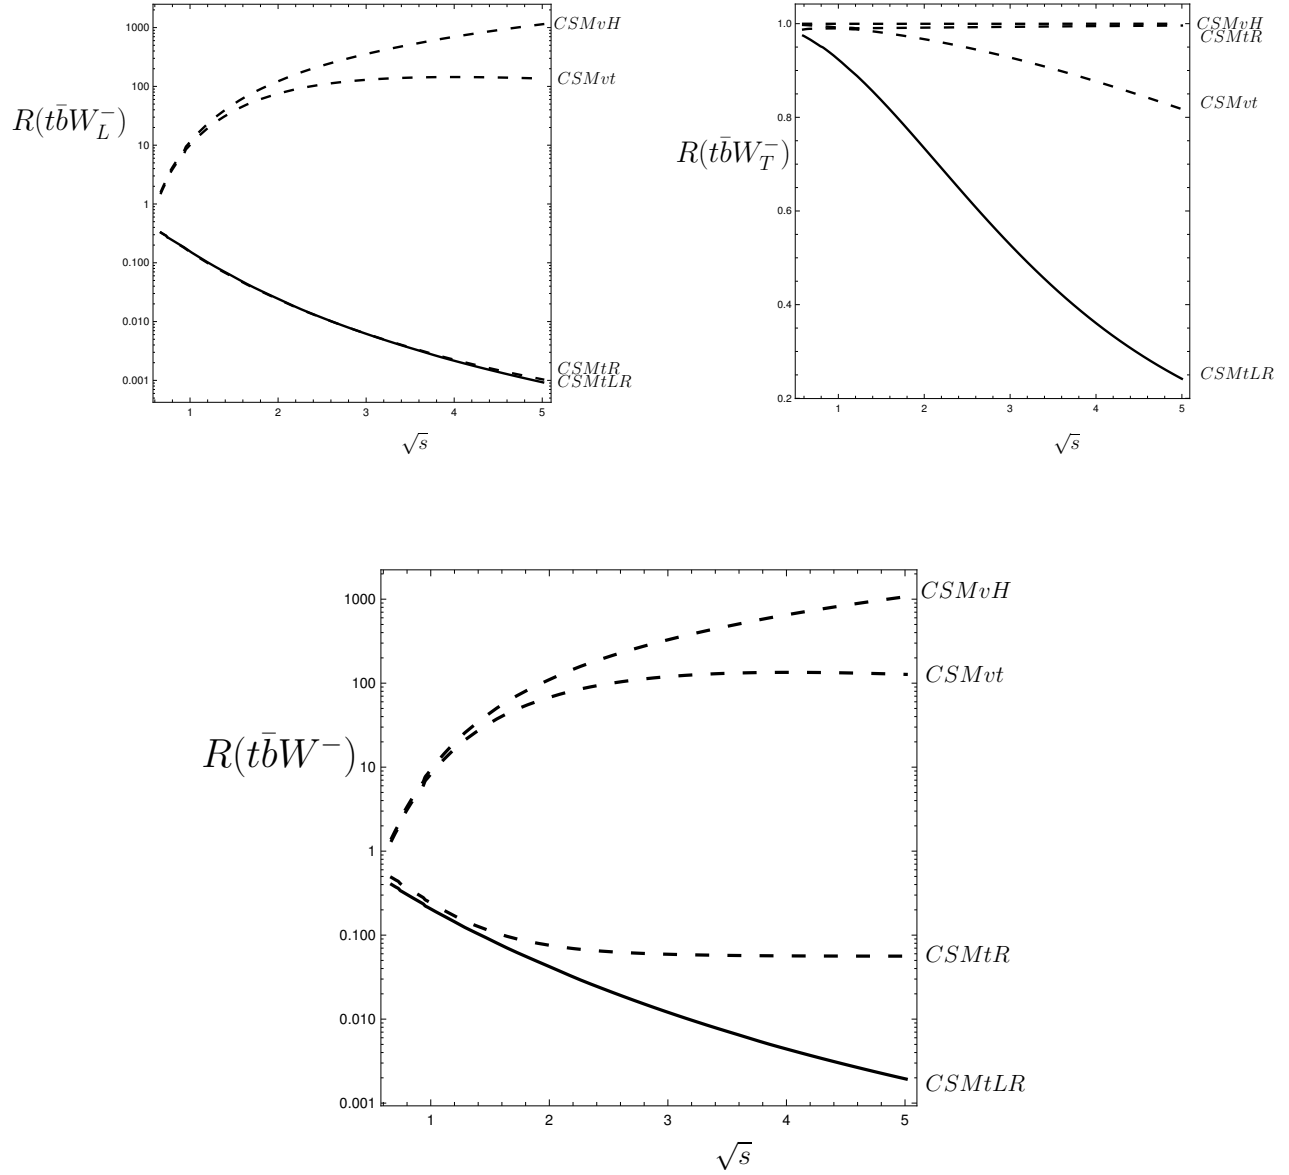 1000
100
10
1
0.100
0.010
0.001
R(tb̄W_L^-)
CSMvH
CSMvt
CSMtR
CSMtLR
1 2 3 4 5
√s
1.0
0.8
0.6
0.4
0.2
R(tb̄W_T^-)
CSMvH
CSMtR
CSMvt
CSMtLR
1 2 3 4 5
√s
1000
100
10
1
0.100
0.010
0.001
R(tb̄W^-)
CSMvH
CSMvt
CSMtR
CSMtLR
1 2 3 4 5
√s